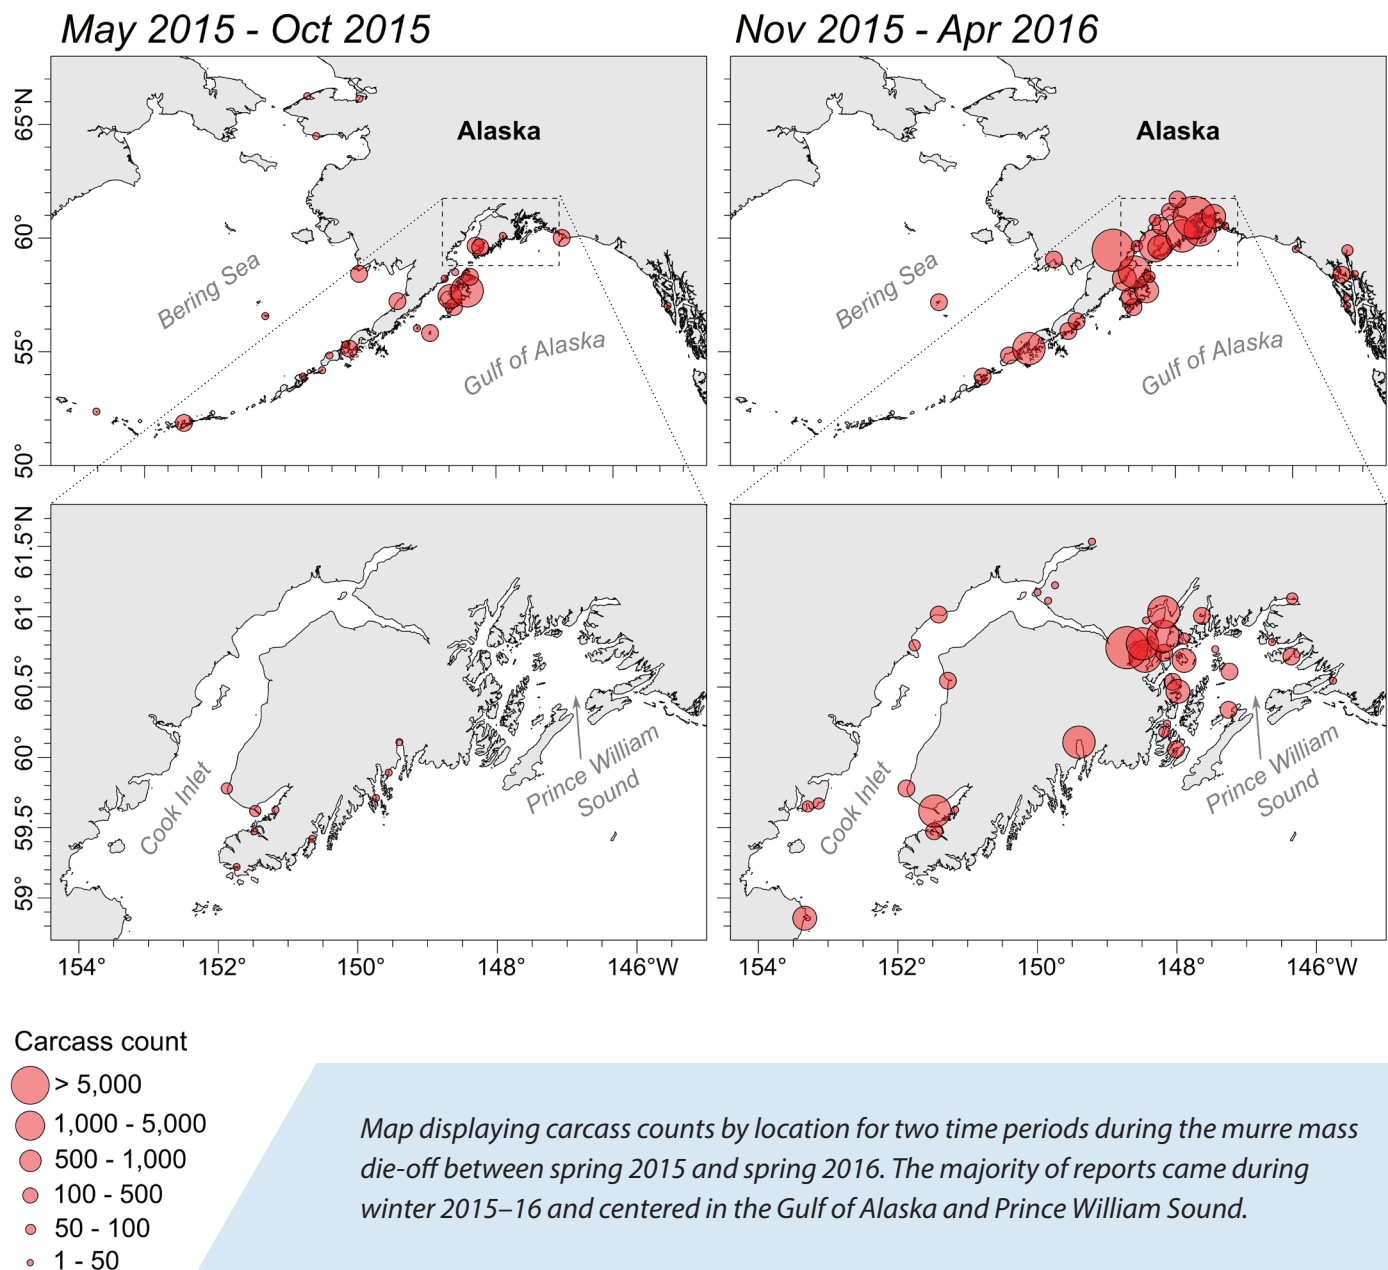 May 2015 - Oct 2015
Nov 2015 - Apr 2016
65°N
60°
55°
50°
Alaska
Bering Sea
Gulf of Alaska
Alaska
Bering Sea
Gulf of Alaska
61.5°N
61°
60.5°
60°
59.5°
59°
Cook Inlet
Prince William
Sound
Cook Inlet
Prince William
Sound
154°
152°
150°
148°
146°W
154°
152°
150°
148°
146°W
Carcass count
> 5,000
1,000 - 5,000
500 - 1,000
100 - 500
50 - 100
1 - 50
Map displaying carcass counts by location for two time periods during the murre mass
die-off between spring 2015 and spring 2016. The majority of reports came during
winter 2015–16 and centered in the Gulf of Alaska and Prince William Sound.